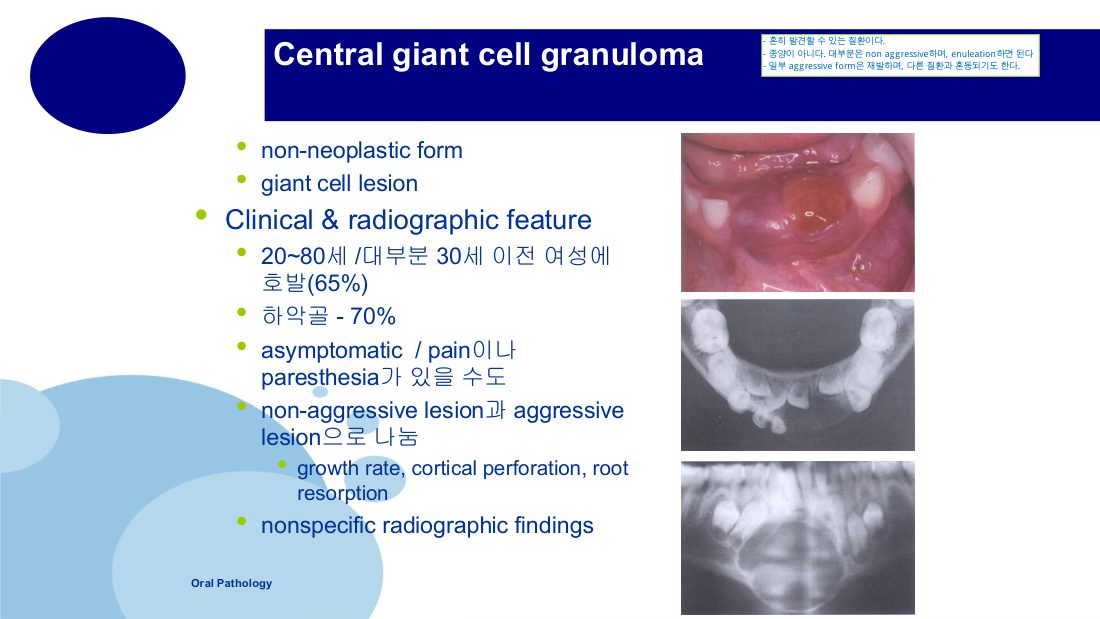 Central giant cell granuloma
- 흔히 발견할 수 있는 질환이다.
- 종양이 아니다. 대부분은 non aggressive하며, enuleation하면 된다
- 일부 aggressive form은 재발하며, 다른 질환과 혼동되기도 한다.
• non-neoplastic form
• giant cell lesion
• Clinical & radiographic feature
• 20~80세 /대부분 30세 이전 여성에
호발(65%)
• 하악골 - 70%
• asymptomatic / pain이나
paresthesia가 있을 수도
• non-aggressive lesion과 aggressive
lesion으로 나눔
• growth rate, cortical perforation, root
resorption
• nonspecific radiographic findings
Oral Pathology